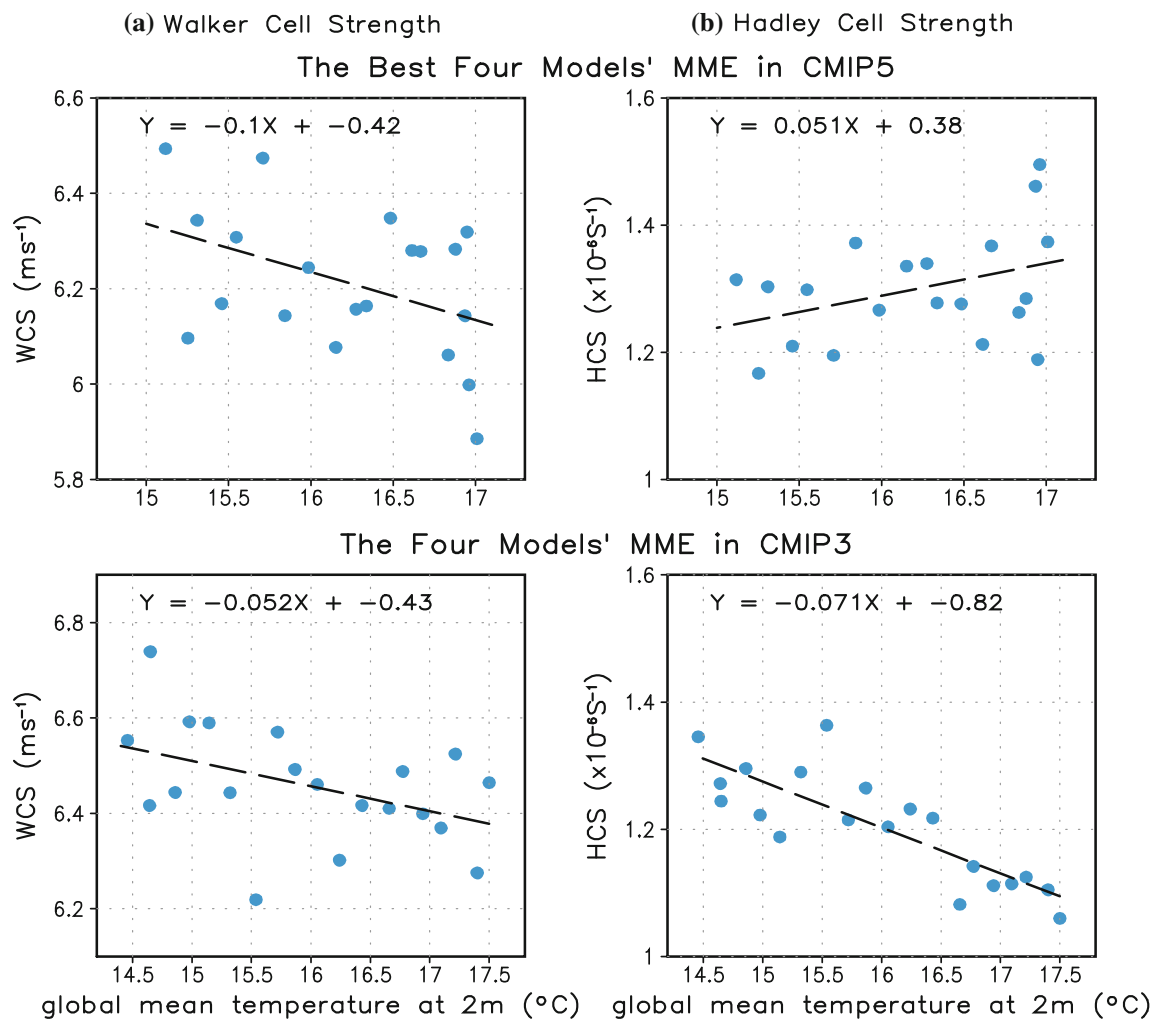 (a) Walker Cell Strength
(b) Hadley Cell Strength
The Best Four Models' MME in CMIP5
Y = −0.1X + −0.42
WCS (ms⁻¹)
6.6
6.4
6.2
6
5.8
15 15.5 16 16.5 17
Y = 0.051X + 0.38
HCS (x10⁻⁶S⁻¹)
1.6
1.4
1.2
1
15 15.5 16 16.5 17
The Four Models' MME in CMIP3
Y = −0.052X + −0.43
WCS (ms⁻¹)
6.8
6.6
6.4
6.2
14.5 15 15.5 16 16.5 17 17.5
global mean temperature at 2m (°C)
Y = −0.071X + −0.82
HCS (x10⁻⁶S⁻¹)
1.6
1.4
1.2
1
14.5 15 15.5 16 16.5 17 17.5
global mean temperature at 2m (°C)